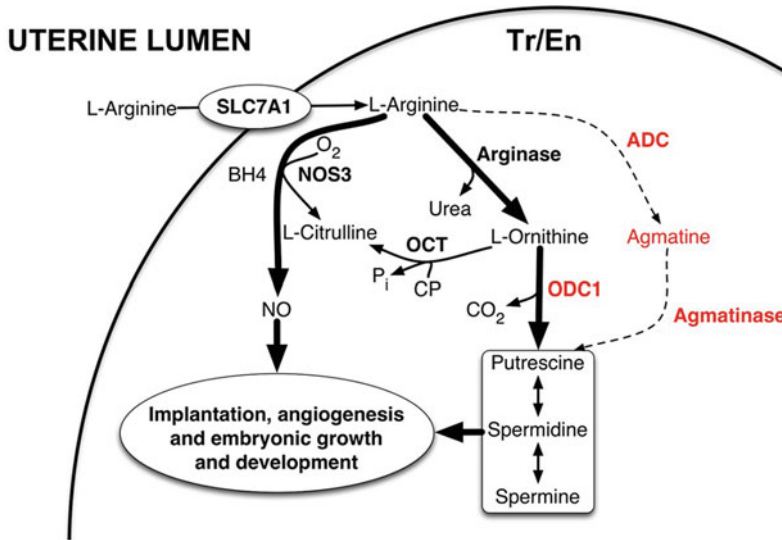 UTERINE LUMEN
Tr/En
L-Arginine
SLC7A1
L-Arginine
ADC
O2
BH4
NOS3
Arginase
Urea
L-Citrulline
OCT
L-Ornithine
Agmatine
Pi
CP
ODC1
CO2
NO
Agmatinase
Putrescine
Implantation, angiogenesis
and embryonic growth
and development
Spermidine
Spermine